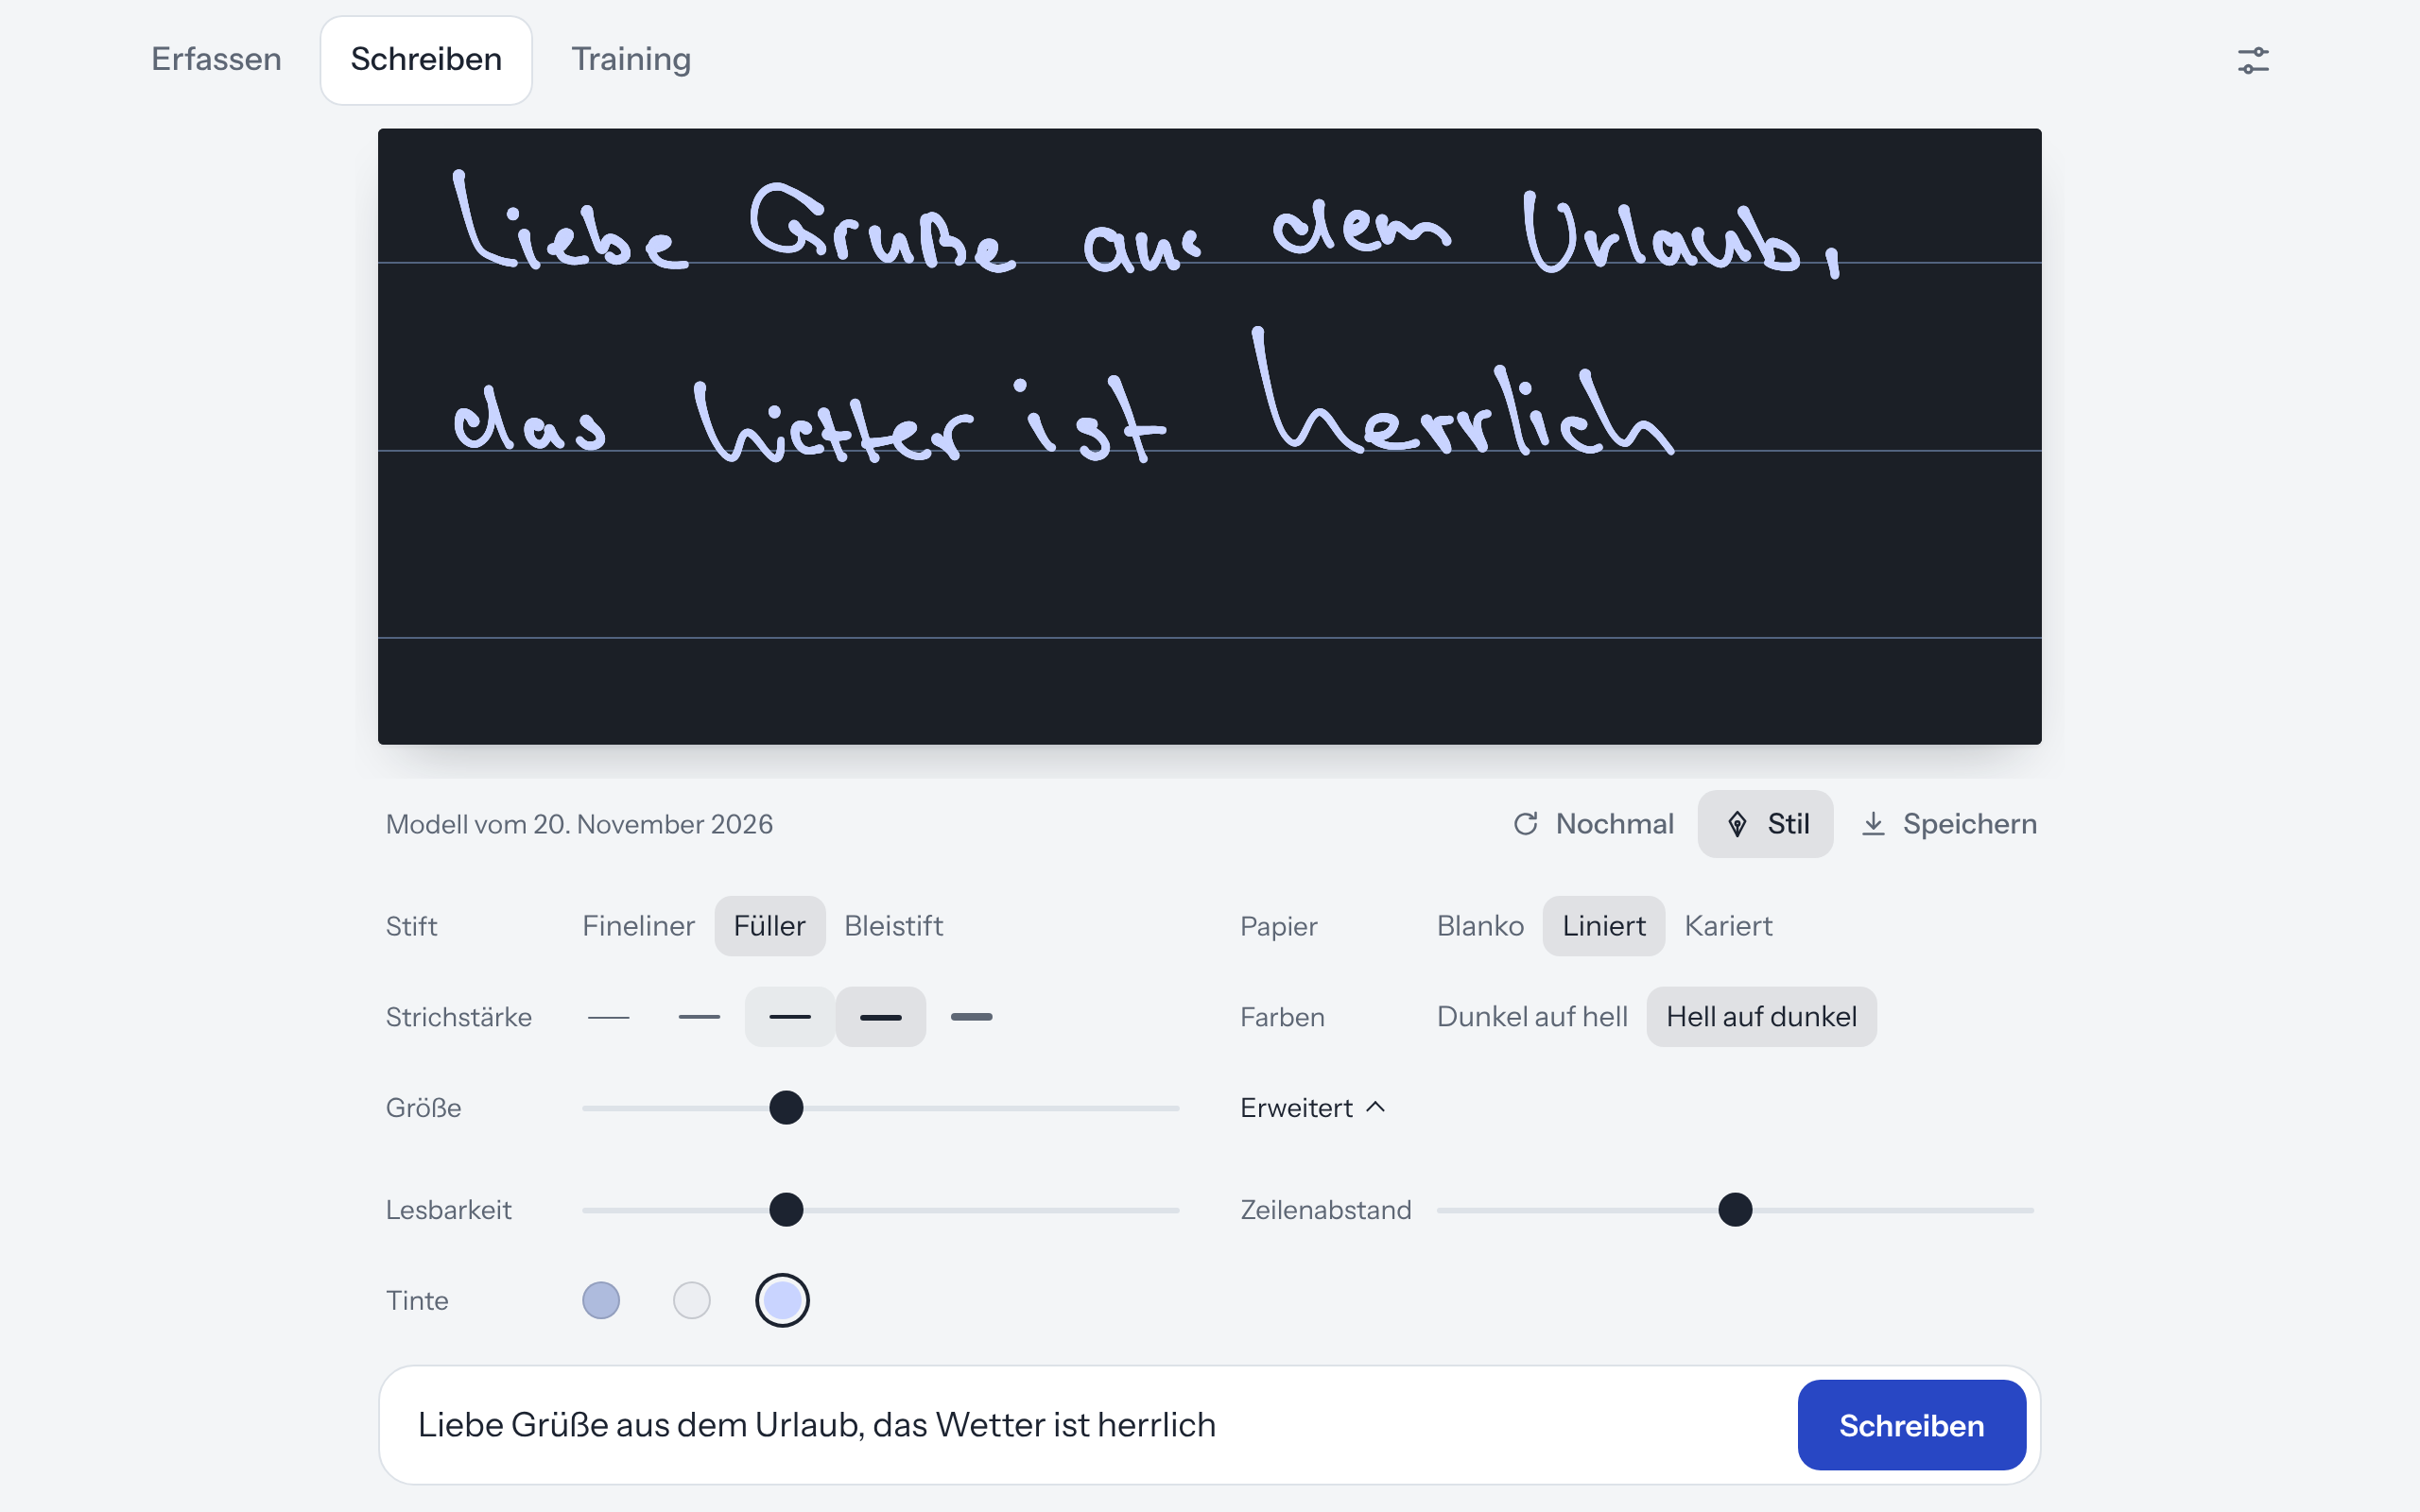 Erfassen Schreiben Training
Liebe Gruße aus dem Urlaub,
das Wetter ist herrlich
Modell vom 20. November 2026 Nochmal Stil Speichern
Stift Fineliner Füller Bleistift Papier Blanko Liniert Kariert
Strichstärke Farben Dunkel auf hell Hell auf dunkel
Größe Erweitert
Lesbarkeit Zeilenabstand
Tinte
Liebe Grüße aus dem Urlaub, das Wetter ist herrlich Schreiben